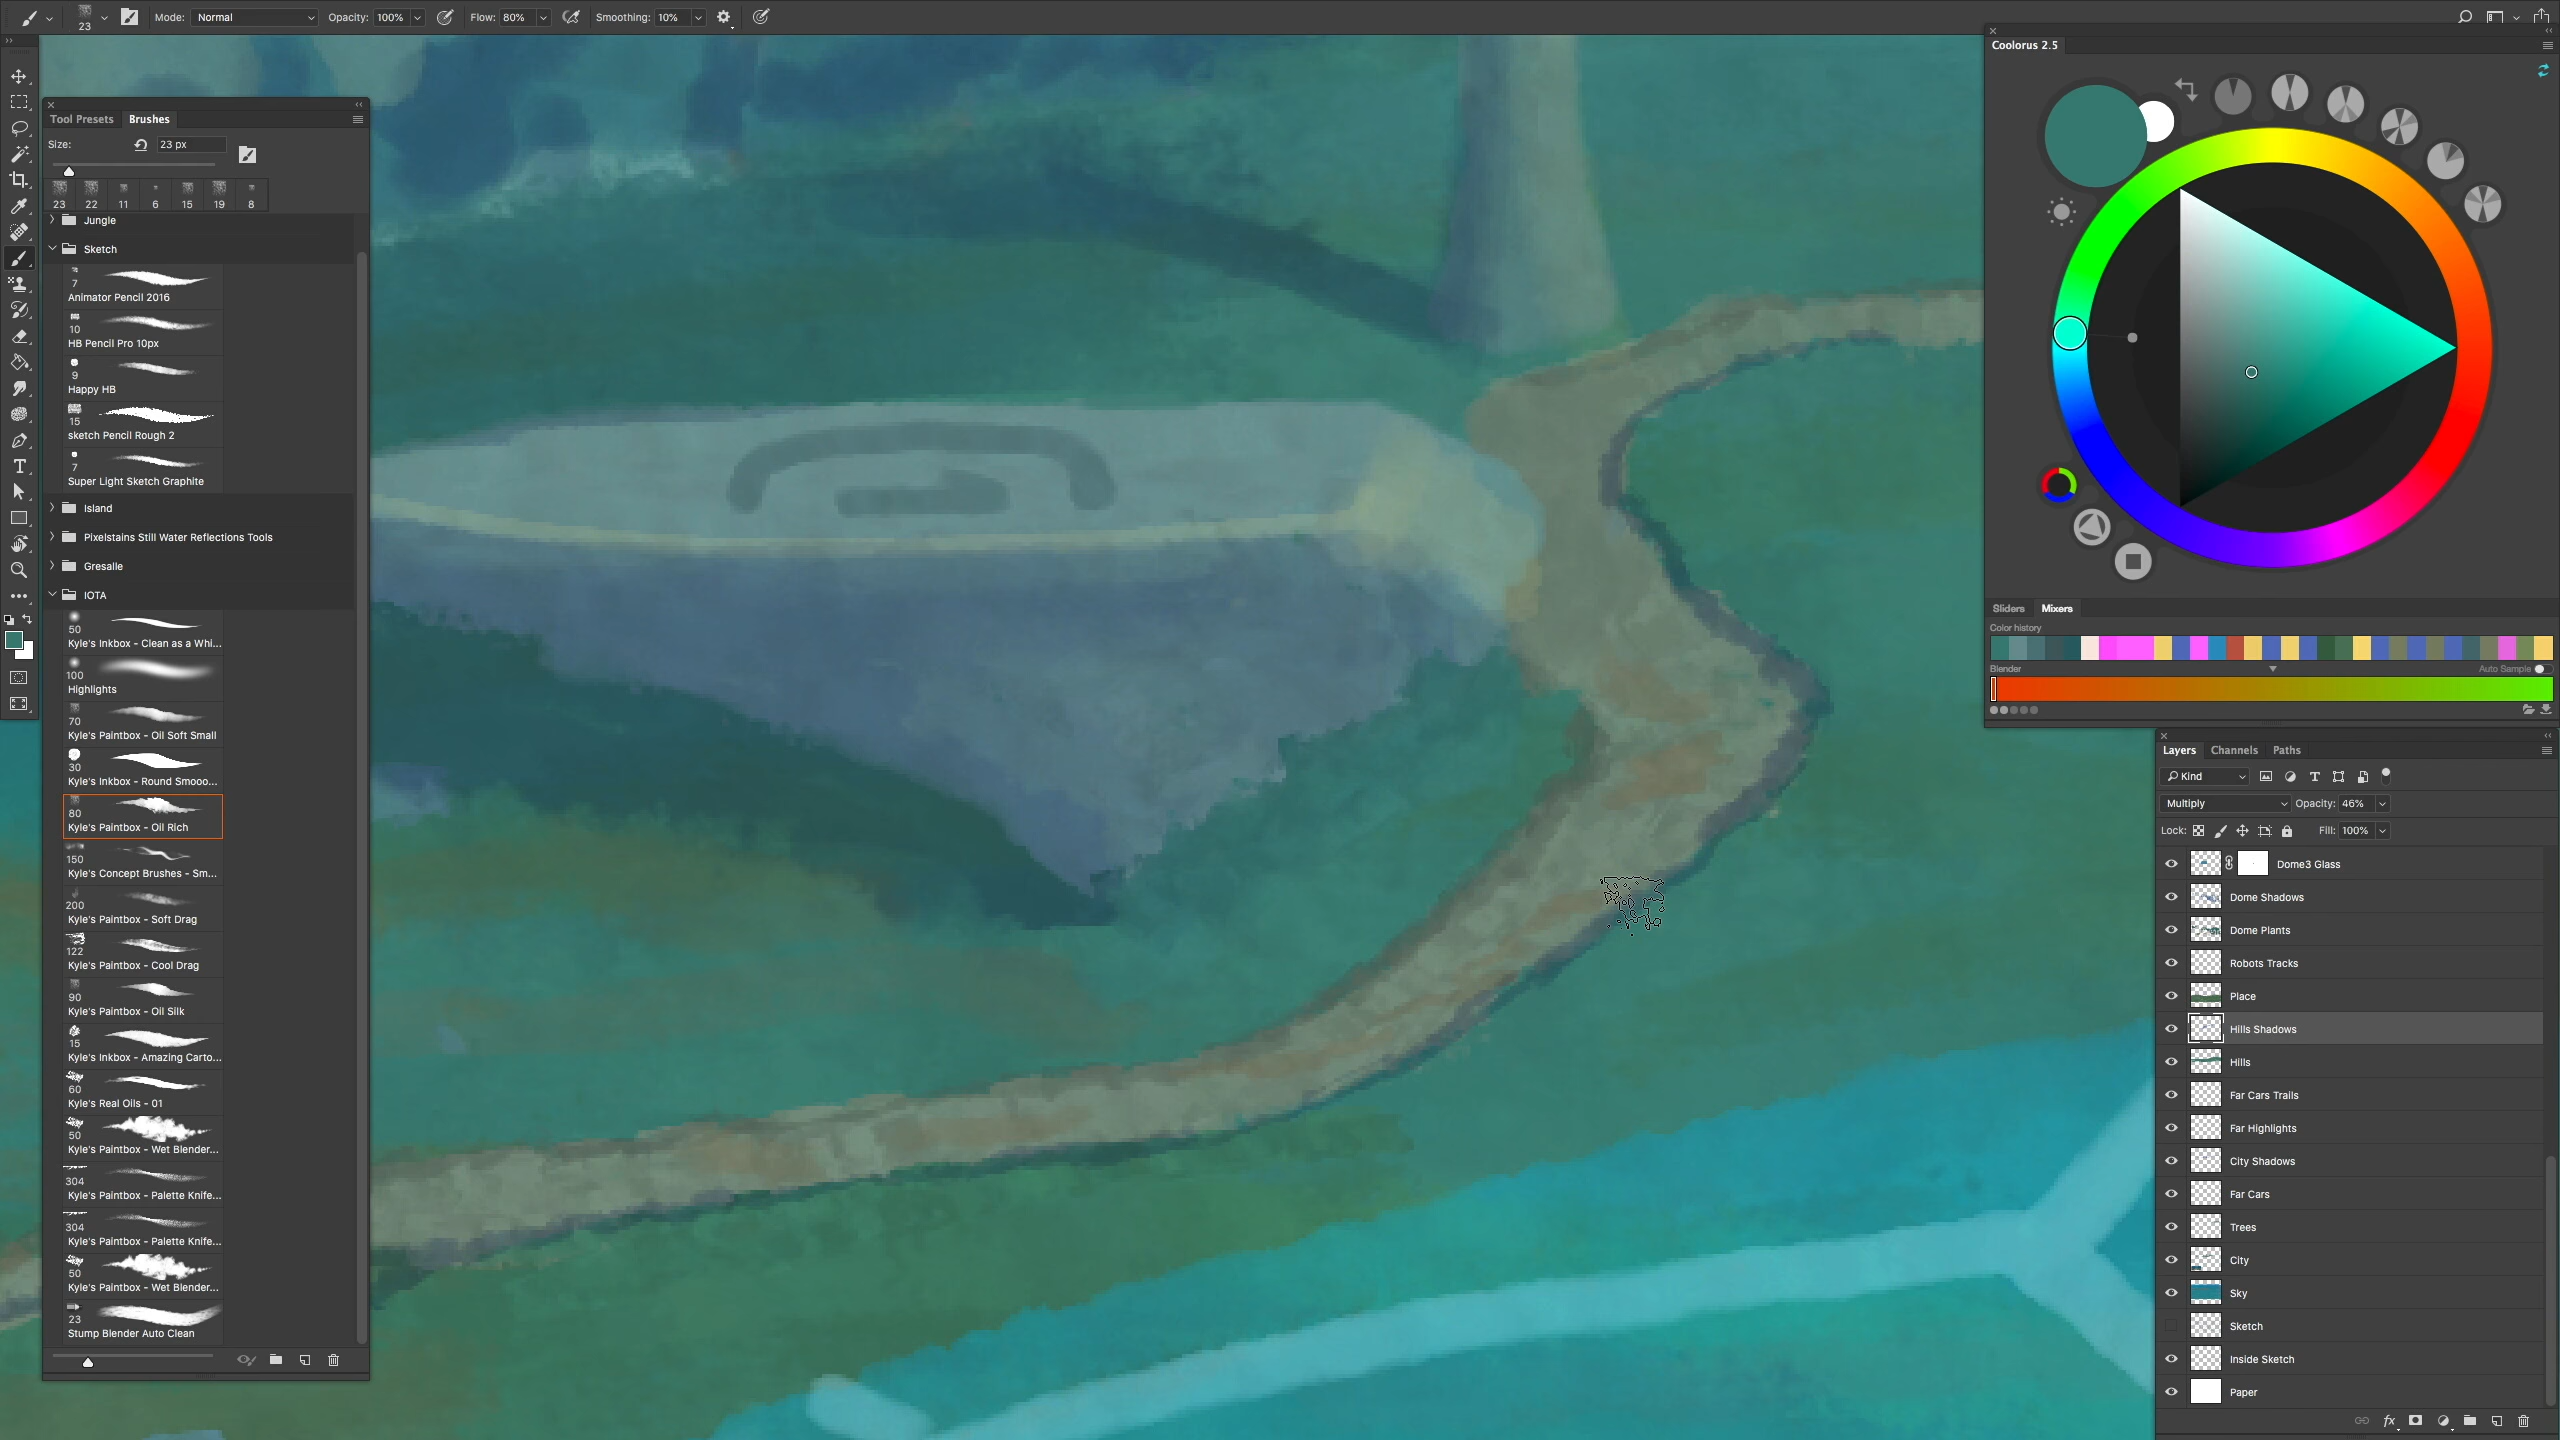 23
Mode: Normal
Opacity: 100%
Flow: 80%
Smoothing: 10%
Tool Presets
Brushes
Size:
23 px
23 22 11 6 15 19 8
Jungle
Sketch
7
Animator Pencil 2016
10
HB Pencil Pro 10px
9
Happy HB
15
sketch Pencil Rough 2
7
Super Light Sketch Graphite
Island
Pixelstains Still Water Reflections Tools
Gresalle
IOTA
50
Kyle's Inkbox - Clean as a Whi...
100
Highlights
70
Kyle's Paintbox - Oil Soft Small
30
Kyle's Inkbox - Round Smooo...
80
Kyle's Paintbox - Oil Rich
150
Kyle's Concept Brushes - Sm...
200
Kyle's Paintbox - Soft Drag
122
Kyle's Paintbox - Cool Drag
90
Kyle's Paintbox - Oil Silk
15
Kyle's Inkbox - Amazing Carto...
60
Kyle's Real Oils - 01
50
Kyle's Paintbox - Wet Blender...
304
Kyle's Paintbox - Palette Knife...
304
Kyle's Paintbox - Palette Knife...
50
Kyle's Paintbox - Wet Blender...
23
Stump Blender Auto Clean
Coolorus 2.5
Sliders
Mixers
Color history
Blender
Auto Sample
Layers
Channels
Paths
Kind
Multiply
Opacity: 46%
Lock:
Fill: 100%
Dome3 Glass
Dome Shadows
Dome Plants
Robots Tracks
Place
Hills Shadows
Hills
Far Cars Trails
Far Highlights
City Shadows
Far Cars
Trees
City
Sky
Sketch
Inside Sketch
Paper
fx